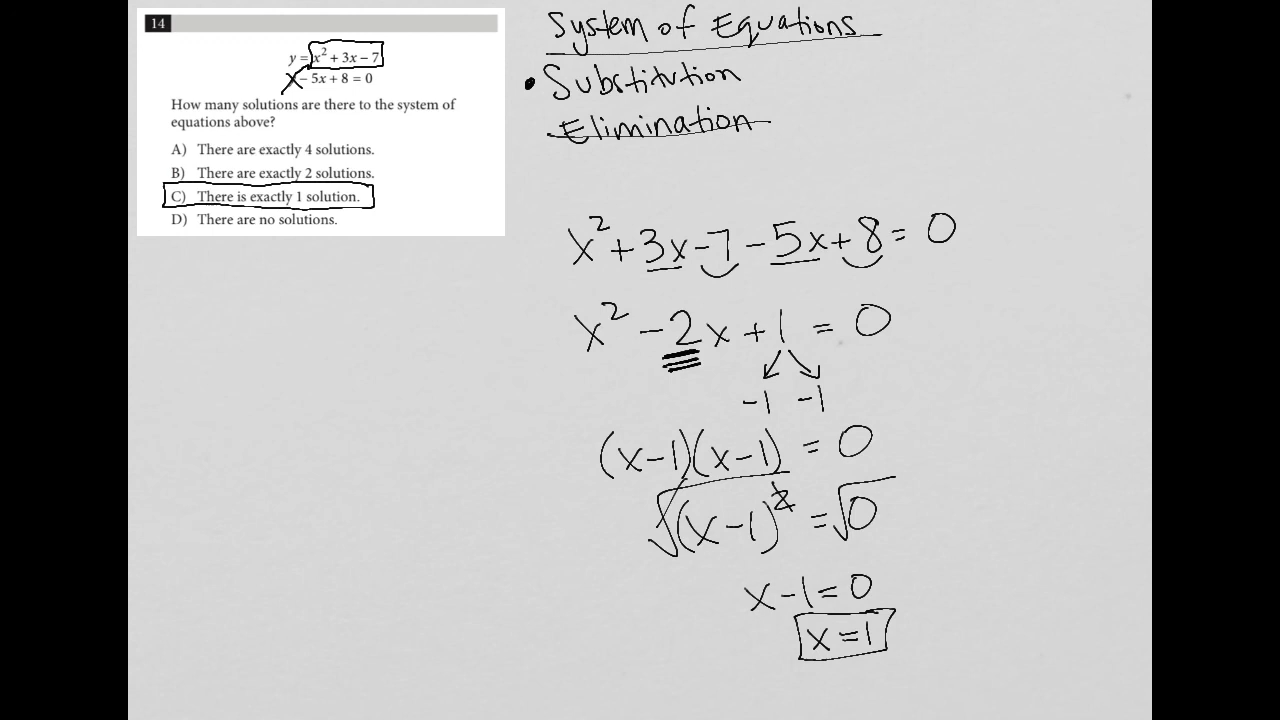 14
y = x² + 3x − 7
y − 5x + 8 = 0
How many solutions are there to the system of
equations above?
A) There are exactly 4 solutions.
B) There are exactly 2 solutions.
C) There is exactly 1 solution.
D) There are no solutions.
System of Equations
• Substitution
Elimination
x² + 3x - 7 - 5x + 8 = 0
x² - 2x + 1 = 0
-1 -1
(x-1)(x-1) = 0
√(x-1)² = √0
x - 1 = 0
x = 1